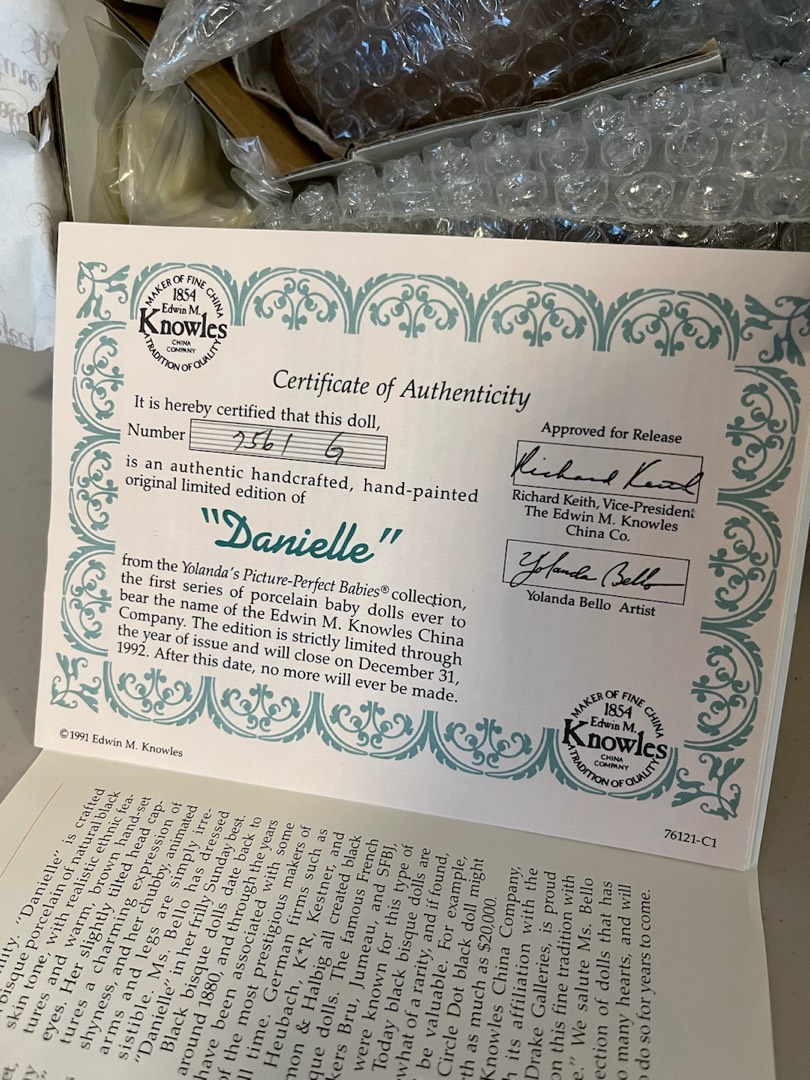 MAKER OF FINE CHINA
1854
Edwin M.
Knowles
CHINA
COMPANY
A TRADITION OF QUALITY
Certificate of Authenticity
It is hereby certified that this doll,
Number 7561 G
is an authentic handcrafted, hand-painted
original limited edition of
"Danielle"
from the Yolanda's Picture-Perfect Babies® collection,
the first series of porcelain baby dolls ever to
bear the name of the Edwin M. Knowles China
Company. The edition is strictly limited through
the year of issue and will close on December 31,
1992. After this date, no more will ever be made.
Approved for Release
Richard Keith
Richard Keith, Vice-President
The Edwin M. Knowles
China Co.
Yolanda Bello
Yolanda Bello Artist
MAKER OF FINE CHINA
1854
Edwin M.
Knowles
CHINA
COMPANY
A TRADITION OF QUALITY
©1991 Edwin M. Knowles
76121-C1
"Danielle" is crafted
bisque porcelain of natural black
skin tone, with realistic ethnic fea-
tures and warm, brown hand-set
eyes. Her slightly tilted head cap-
tures a charming expression of
shyness, and her chubby, animated
arms and legs are simply irre-
sistible. Ms. Bello has dressed
"Danielle" in her frilly Sunday best.
Black bisque dolls date back to
around 1880, and through the years
have been associated with some
of the most prestigious makers of
all time. German firms such as
Heubach, K*R, Kestner, and
mon & Halbig all created black
que dolls. The famous French
kers Bru, Jumeau, and SFBJ,
were known for this type of
Today black bisque dolls are
what of a rarity, and if found,
be valuable. For example,
Circle Dot black doll might
rth as much as $20,000.
Knowles China Company,
h its affiliation with the
Drake Galleries, is proud
on this fine tradition with
e." We salute Ms. Bello
ection of dolls that has
o many hearts, and will
do so for years to come.